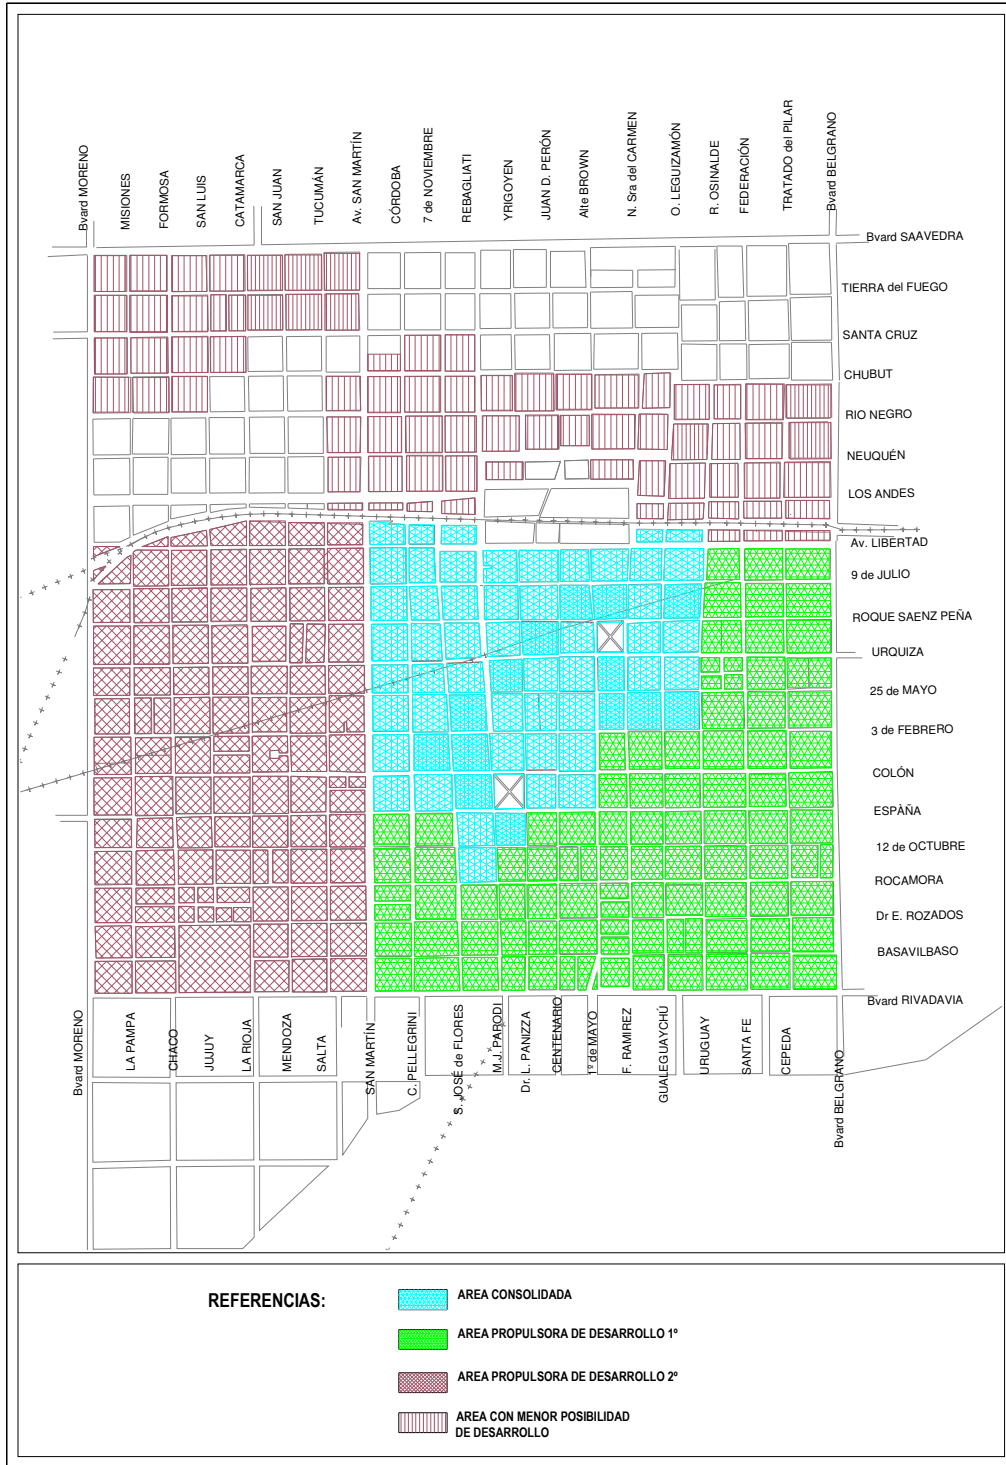 Bvard MORENO
MISIONES
FORMOSA
SAN LUIS
CATAMARCA
SAN JUAN
TUCUMÁN
Av. SAN MARTÍN
CÓRDOBA
7 de NOVIEMBRE
REBAGLIATI
YRIGOYEN
JUAN D. PERÓN
Alte BROWN
N. Sra del CARMEN
O. LEGUIZAMÓN
R. OSINALDE
FEDERACIÓN
TRATADO del PILAR
Bvard BELGRANO
Bvard SAAVEDRA
TIERRA del FUEGO
SANTA CRUZ
CHUBUT
RIO NEGRO
NEUQUÉN
LOS ANDES
Av. LIBERTAD
9 de JULIO
ROQUE SAENZ PEÑA
URQUIZA
25 de MAYO
3 de FEBRERO
COLÓN
ESPÀÑA
12 de OCTUBRE
ROCAMORA
Dr E. ROZADOS
BASAVILBASO
Bvard RIVADAVIA
Bvard MORENO
LA PAMPA
CHACO
JUJUY
LA RIOJA
MENDOZA
SALTA
SAN MARTÍN
C. PELLEGRINI
S. JOSÉ de FLORES
M.J. PARODI
Dr. L. PANIZZA
CENTENARIO
1º de MAYO
F. RAMIREZ
GUALEGUAYCHÚ
URUGUAY
SANTA FE
CEPEDA
Bvard BELGRANO
REFERENCIAS:
AREA CONSOLIDADA
AREA PROPULSORA DE DESARROLLO 1º
AREA PROPULSORA DE DESARROLLO 2º
AREA CON MENOR POSIBILIDAD
DE DESARROLLO